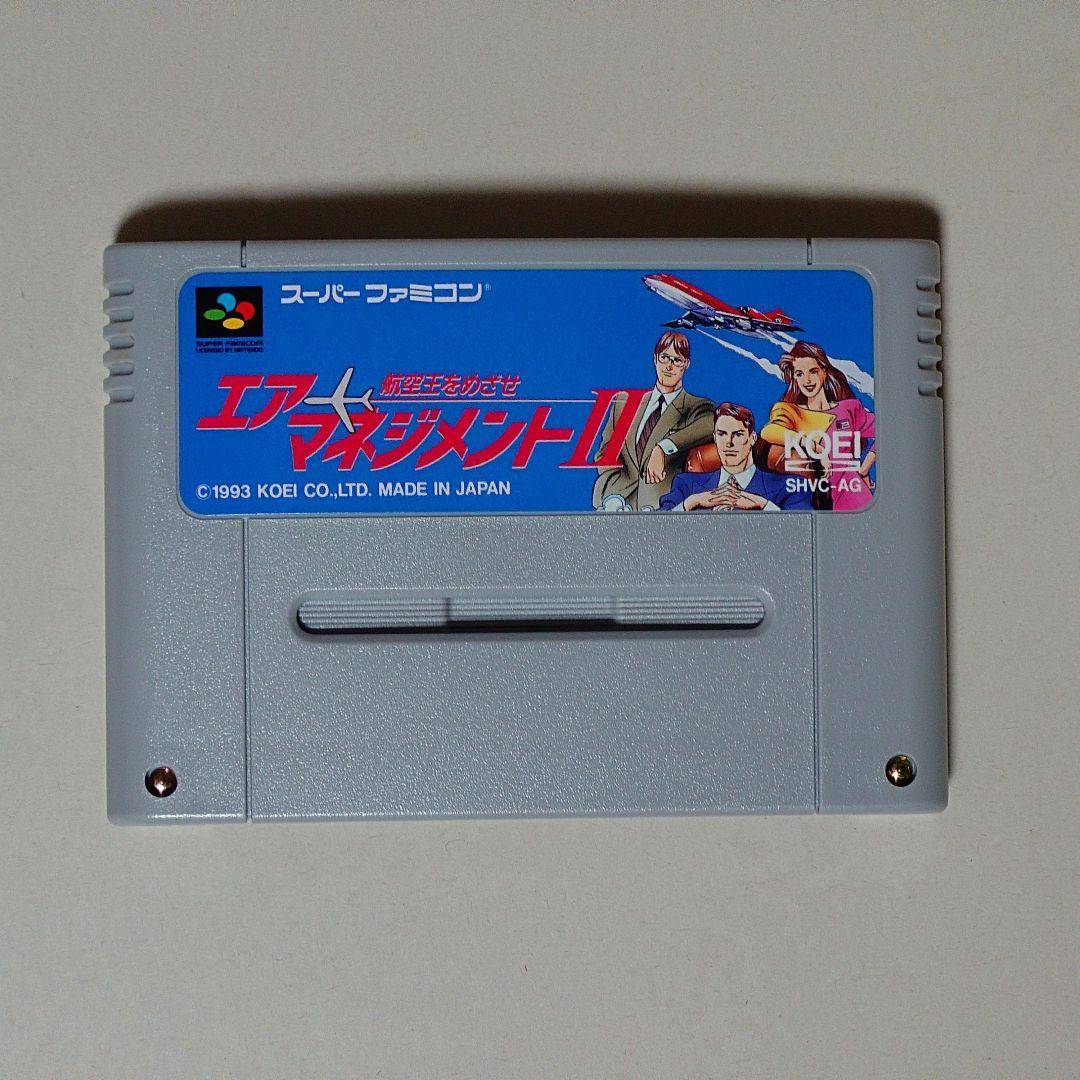 スーパーファミコン®
SUPER FAMICOM
LICENSED BY NINTENDO
航空王をめざせ
エアーマネジメントII
KOEI
©1993 KOEI CO.,LTD. MADE IN JAPAN
SHVC-AG